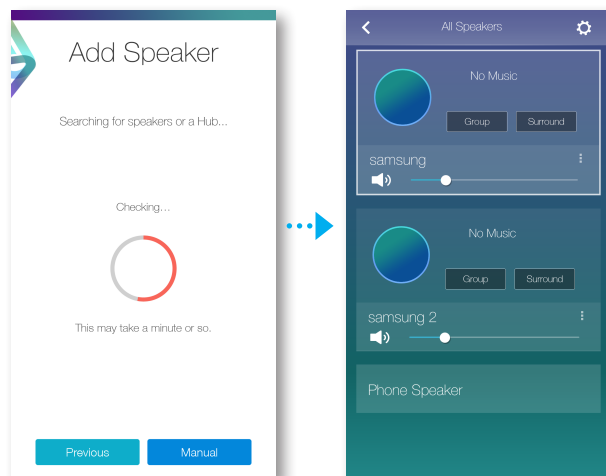 Add Speaker
Searching for speakers or a Hub...
Checking...
This may take a minute or so.
Previous
Manual
All Speakers
No Music
Group
Surround
samsung
No Music
Group
Surround
samsung 2
Phone Speaker